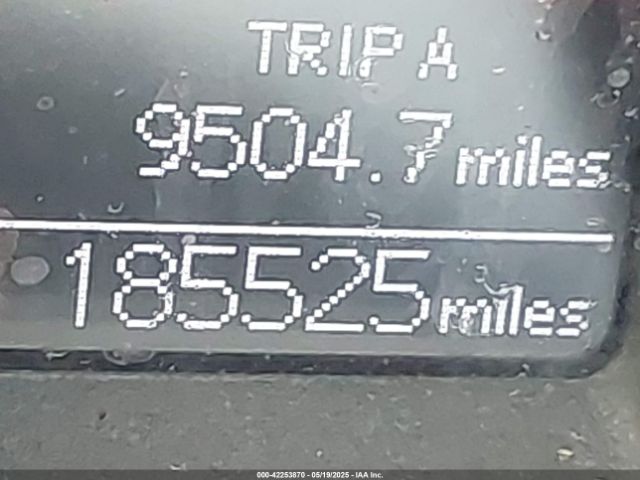 TRIP A
9504.7 miles
185525 miles
000-42253870 - 05/19/2025 - IAA Inc.